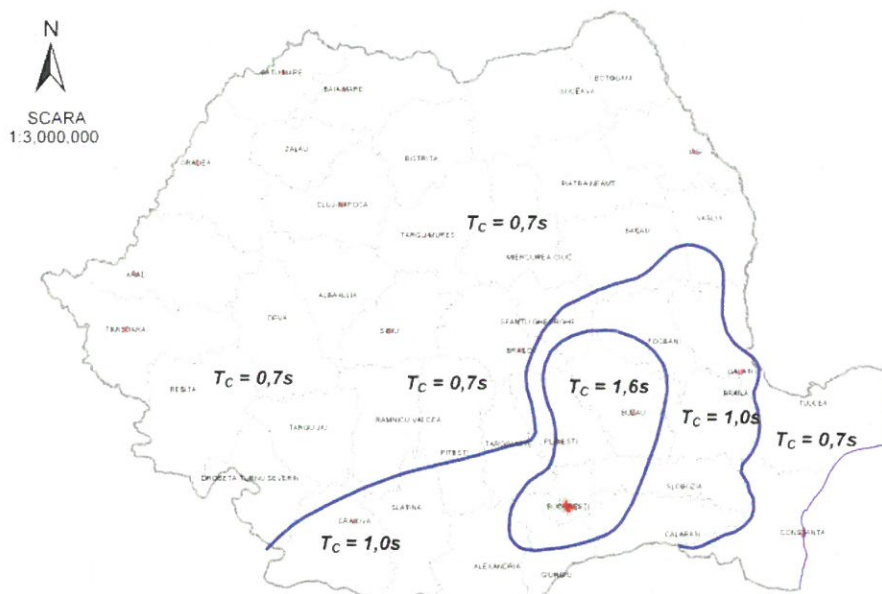 N
SCARA
1:3,000,000
SATU MARE
BAIA MARE
BOTOSANI
SUCEAVA
ZALAU
BISTRITA
IASI
ORADEA
PIATRA NEAMT
CLUJ NAPOCA
VASLUI
T_C = 0,7s
TARGU MURES
BACAU
MIERCUREA CIUC
ARAD
ALBA IULIA
DEVA
SFANTU GHEORGHE
TIMISOARA
SIBIU
FOCSANI
BRASOV
GALATI
T_C = 0,7s
T_C = 0,7s
T_C = 1,6s
RESITA
BRAILA
TULCEA
BUZAU
T_C = 1,0s
RAMNICU VALCEA
TARGU JIU
T_C = 0,7s
TARGOVISTE
PLOIESTI
PITESTI
DROBETA TURNU SEVERIN
SLOBOZIA
SLATINA
BUCURESTI
CRAIOVA
CALARASI
CONSTANTA
T_C = 1,0s
ALEXANDRIA
GIURGIU